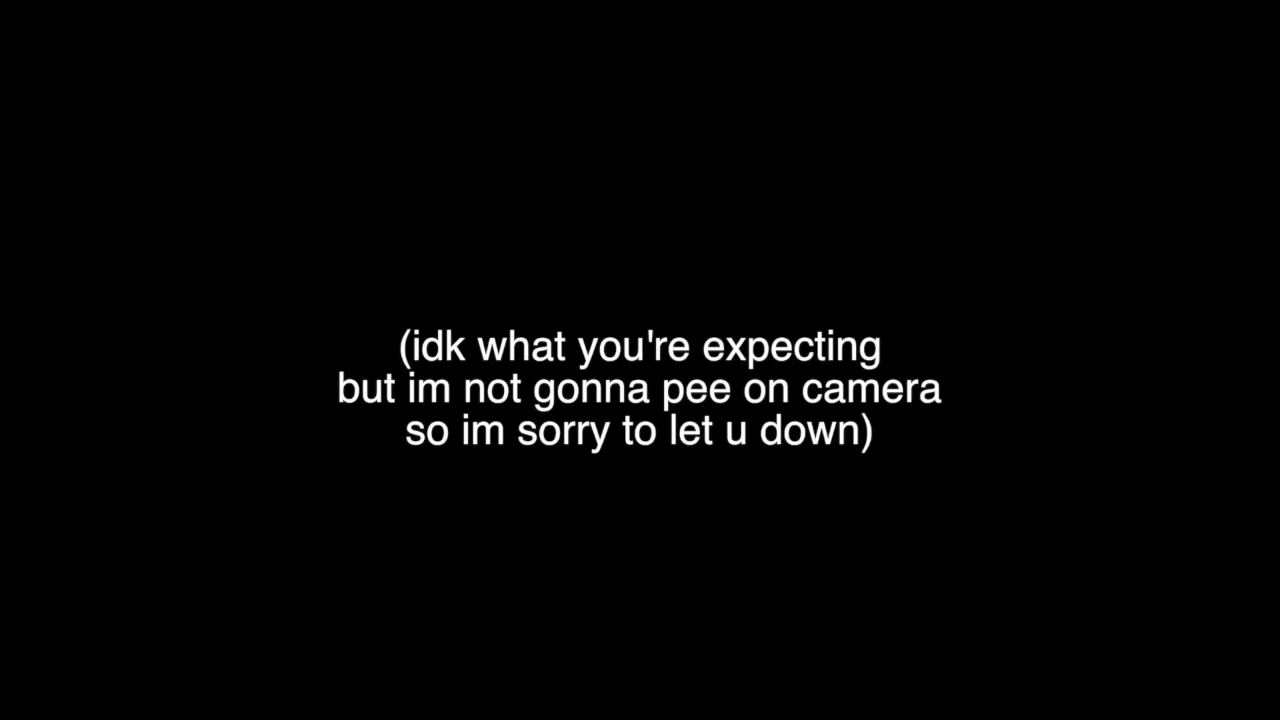 (idk what you're expecting
but im not gonna pee on camera
so im sorry to let u down)